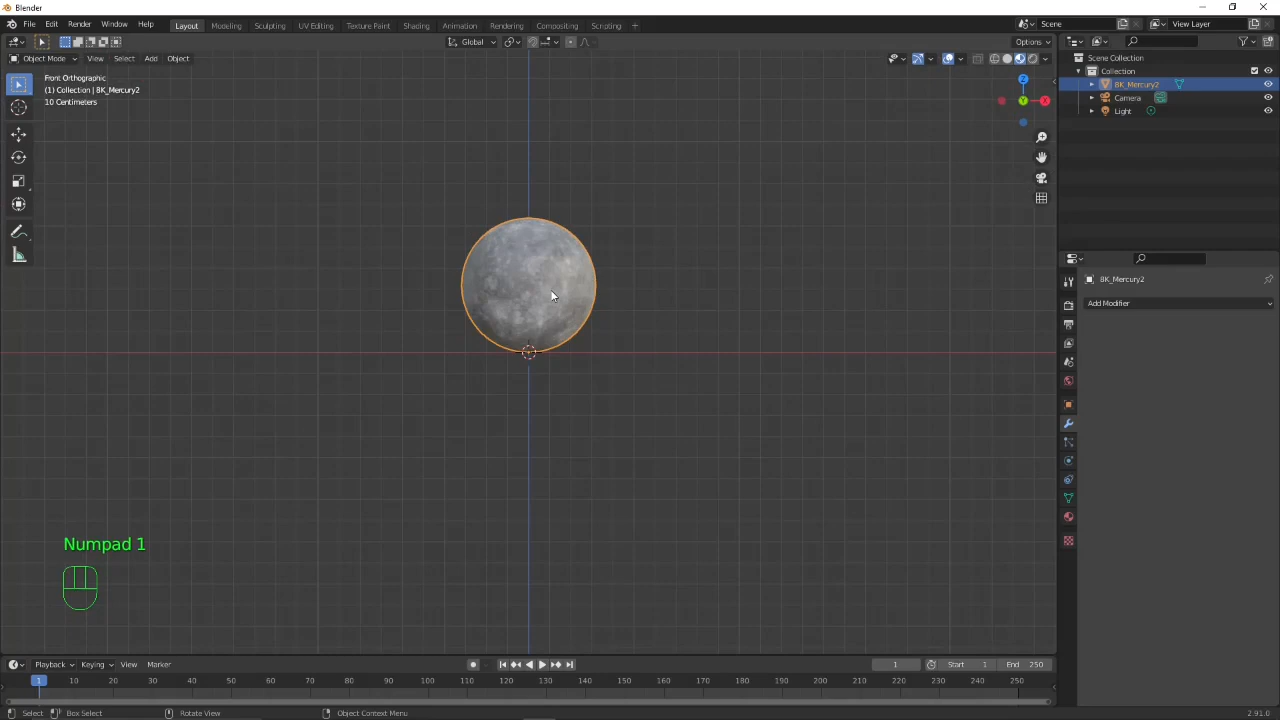 Blender
File Edit Render Window Help Layout Modeling Sculpting UV Editing Texture Paint Shading Animation Rendering Compositing Scripting + Scene View Layer
Global Options
Object Mode View Select Add Object
Front Orthographic
(1) Collection | 8K_Mercury2
10 Centimeters
Z
Y
X
Scene Collection
Collection
8K_Mercury2
Camera
Light
8K_Mercury2
Add Modifier
Numpad 1
Playback Keying View Marker 1 Start 1 End 250
1 10 20 30 40 50 60 70 80 90 100 110 120 130 140 150 160 170 180 190 200 210 220 230 240 250
Select Box Select Rotate View Object Context Menu 2.91.0